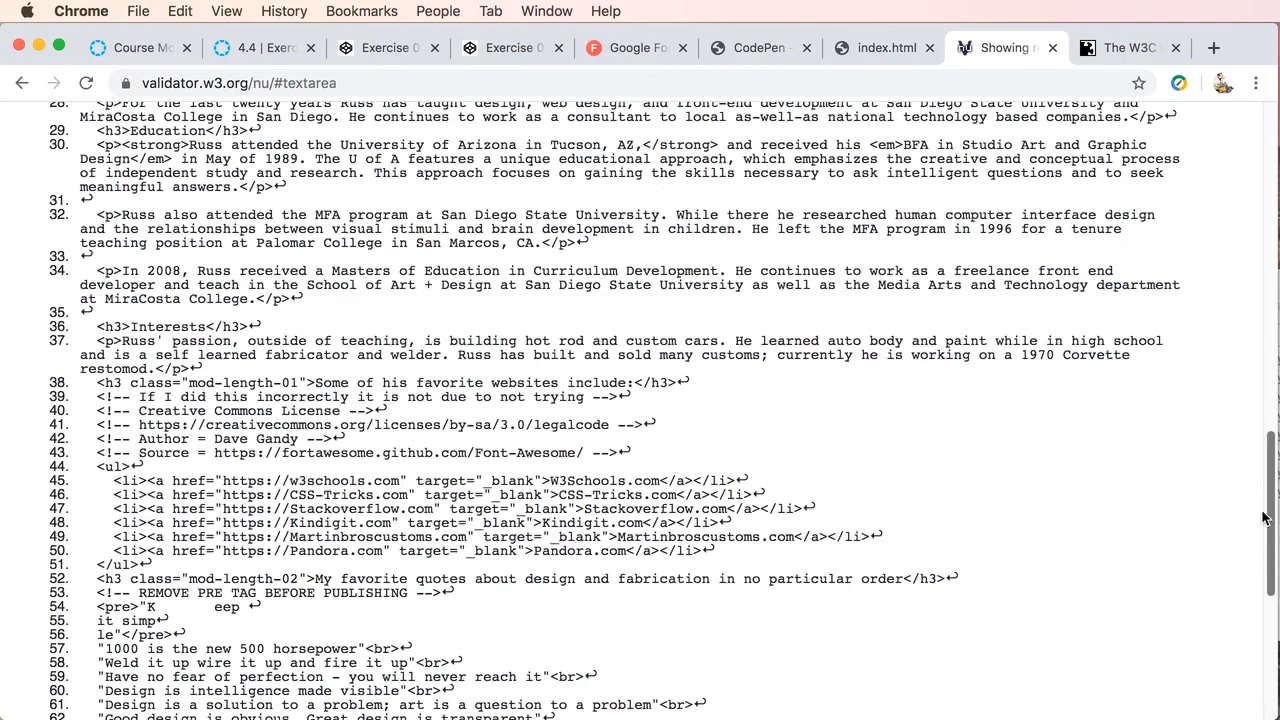 Chrome File Edit View History Bookmarks People Tab Window Help
Course Mo 4.4 | Exerc Exercise 0 Exercise 0 Google Fo CodePen - index.html Showing r The W3C
validator.w3.org/nu/#textarea
28. <p>For the last twenty years Russ has taught design, web design, and front-end development at San Diego State University and
MiraCosta College in San Diego. He continues to work as a consultant to local as-well-as national technology based companies.</p>↩
29. <h3>Education</h3>↩
30. <p><strong>Russ attended the University of Arizona in Tucson, AZ,</strong> and received his <em>BFA in Studio Art and Graphic
Design</em> in May of 1989. The U of A features a unique educational approach, which emphasizes the creative and conceptual process
of independent study and research. This approach focuses on gaining the skills necessary to ask intelligent questions and to seek
meaningful answers.</p>↩
31. ↩
32. <p>Russ also attended the MFA program at San Diego State University. While there he researched human computer interface design
and the relationships between visual stimuli and brain development in children. He left the MFA program in 1996 for a tenure
teaching position at Palomar College in San Marcos, CA.</p>↩
33. ↩
34. <p>In 2008, Russ received a Masters of Education in Curriculum Development. He continues to work as a freelance front end
developer and teach in the School of Art + Design at San Diego State University as well as the Media Arts and Technology department
at MiraCosta College.</p>↩
35. ↩
36. <h3>Interests</h3>↩
37. <p>Russ' passion, outside of teaching, is building hot rod and custom cars. He learned auto body and paint while in high school
and is a self learned fabricator and welder. Russ has built and sold many customs; currently he is working on a 1970 Corvette
restomod.</p>↩
38. <h3 class="mod-length-01">Some of his favorite websites include:</h3>↩
39. <!-- If I did this incorrectly it is not due to not trying -->↩
40. <!-- Creative Commons License -->↩
41. <!-- https://creativecommons.org/licenses/by-sa/3.0/legalcode -->↩
42. <!-- Author = Dave Gandy -->↩
43. <!-- Source = https://fortawesome.github.com/Font-Awesome/ -->↩
44. <ul>↩
45. <li><a href="https://w3schools.com" target="_blank">W3Schools.com</a></li>↩
46. <li><a href="https://CSS-Tricks.com" target="_blank">CSS-Tricks.com</a></li>↩
47. <li><a href="https://Stackoverflow.com" target="_blank">Stackoverflow.com</a></li>↩
48. <li><a href="https://Kindigit.com" target="_blank">Kindigit.com</a></li>↩
49. <li><a href="https://Martinbroscustoms.com" target="_blank">Martinbroscustoms.com</a></li>↩
50. <li><a href="https://Pandora.com" target="_blank">Pandora.com</a></li>↩
51. </ul>↩
52. <h3 class="mod-length-02">My favorite quotes about design and fabrication in no particular order</h3>↩
53. <!-- REMOVE PRE TAG BEFORE PUBLISHING -->↩
54. <pre>"K eep ↩
55. it simp↩
56. le"</pre>↩
57. "1000 is the new 500 horsepower"<br>↩
58. "Weld it up wire it up and fire it up"<br>↩
59. "Have no fear of perfection - you will never reach it"<br>↩
60. "Design is intelligence made visible"<br>↩
61. "Design is a solution to a problem; art is a question to a problem"<br>↩
62. "Good design is obvious. Great design is transparent"↩